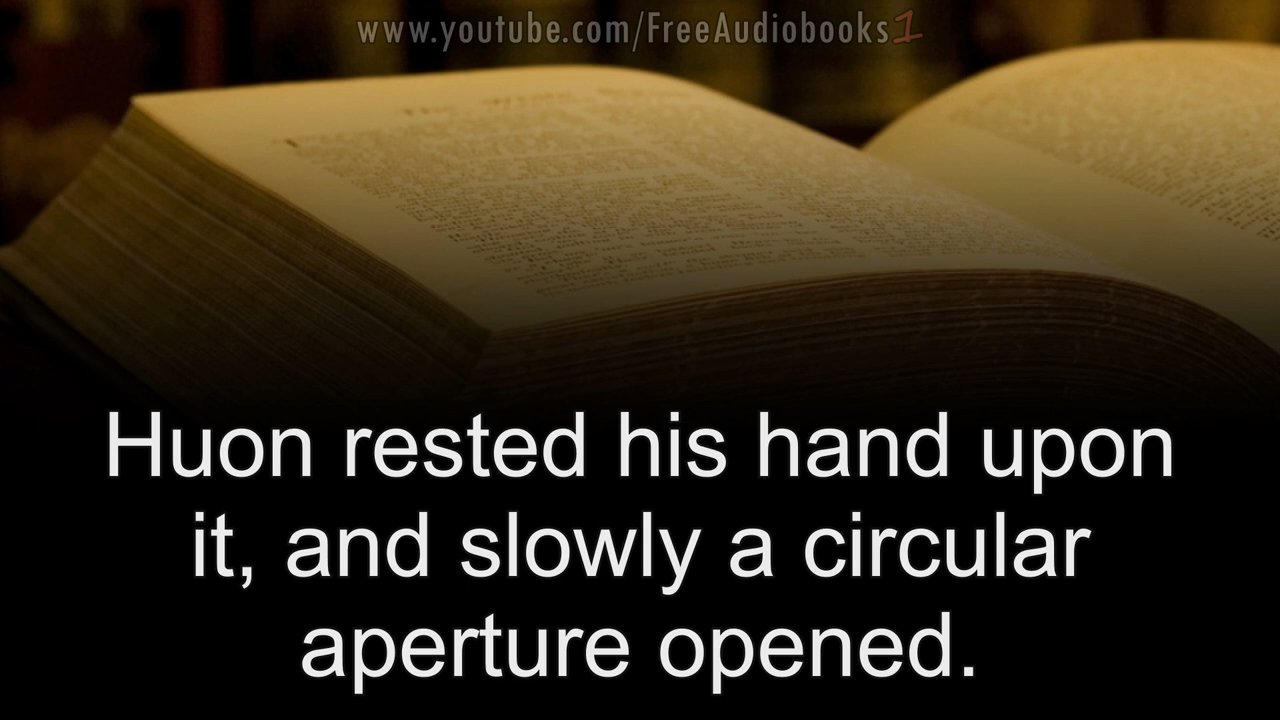 www.youtube.com/FreeAudiobooks1
Huon rested his hand upon
it, and slowly a circular
aperture opened.